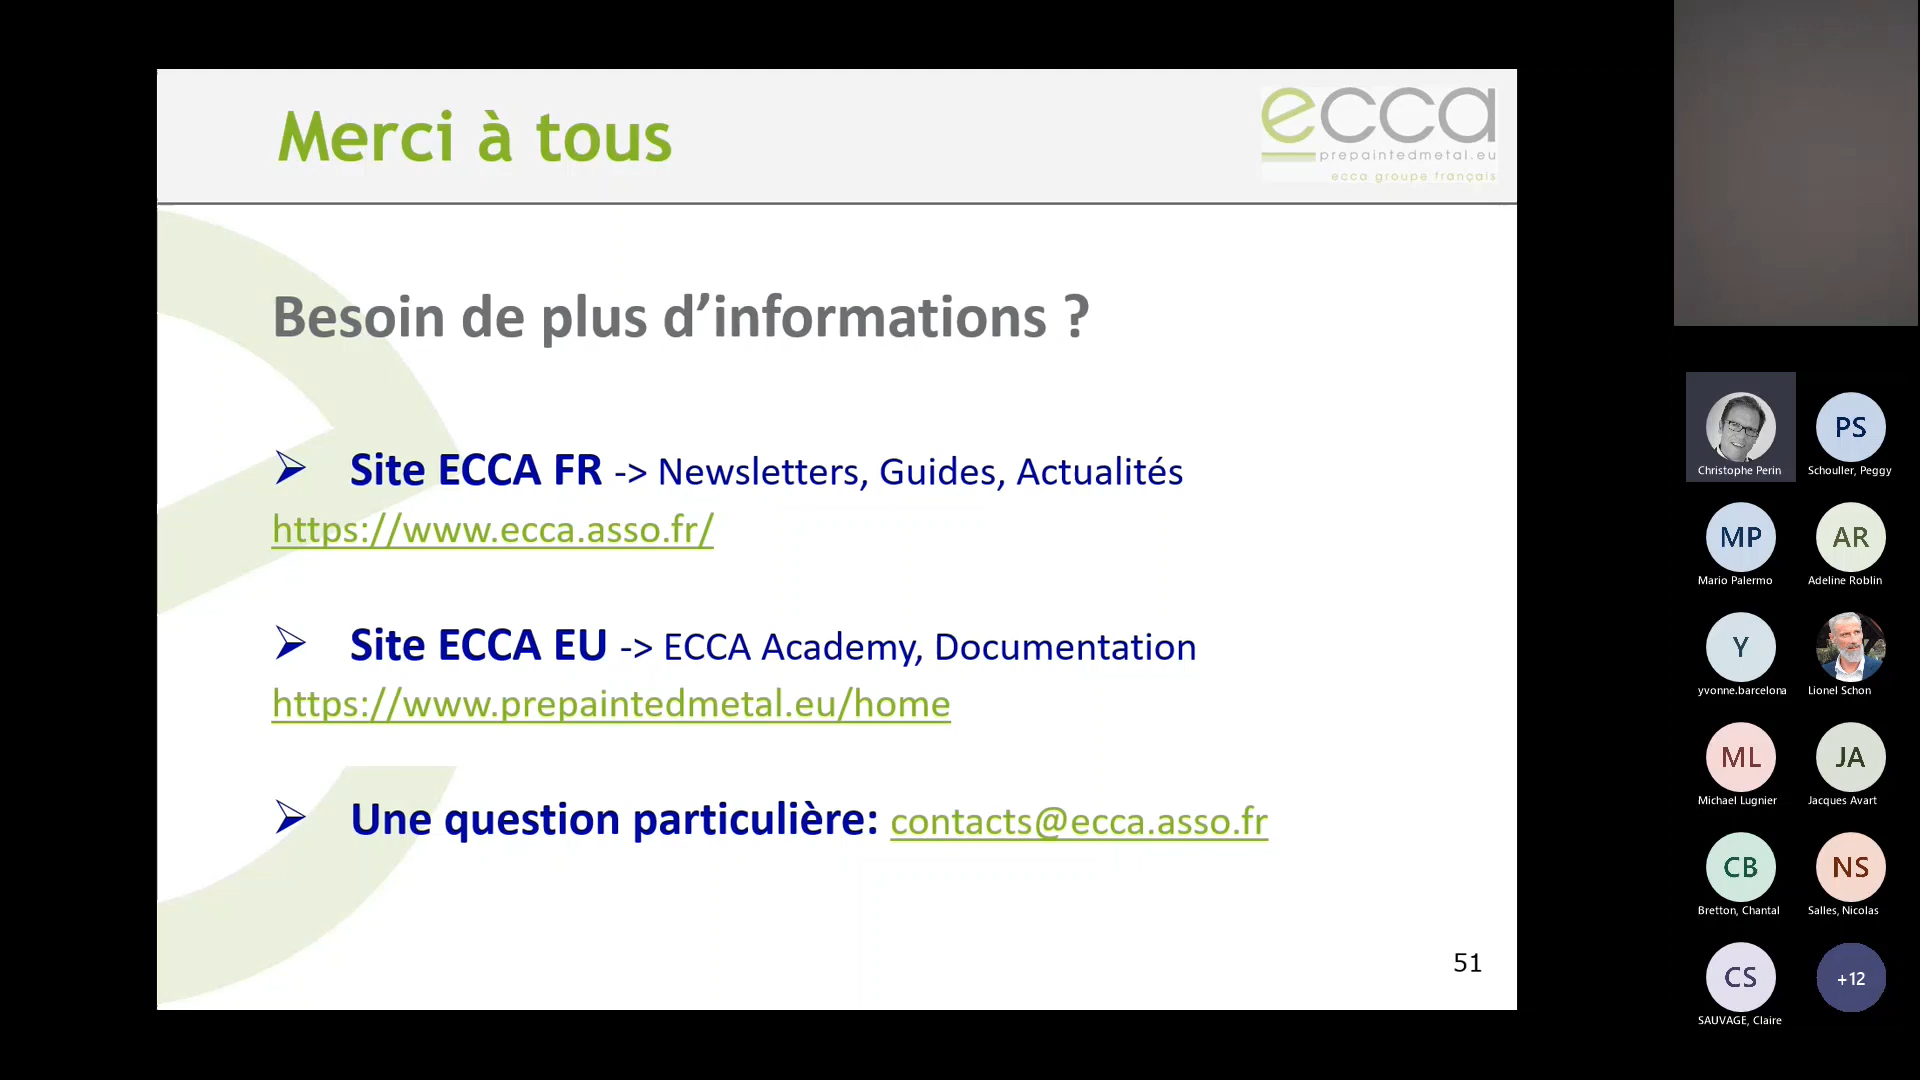 Merci à tous
ecca
prepaintedmetal.eu
ecca groupe français
Besoin de plus d’informations ?
Site ECCA FR -> Newsletters, Guides, Actualités
https://www.ecca.asso.fr/
Site ECCA EU -> ECCA Academy, Documentation
https://www.prepaintedmetal.eu/home
Une question particulière: contacts@ecca.asso.fr
51
Christophe Perin
PS
Schouller, Peggy
MP
Mario Palermo
AR
Adeline Roblin
Y
yvonne.barcelona
Lionel Schon
ML
Michael Lugnier
JA
Jacques Avart
CB
Bretton, Chantal
NS
Salles, Nicolas
CS
SAUVAGE, Claire
+12